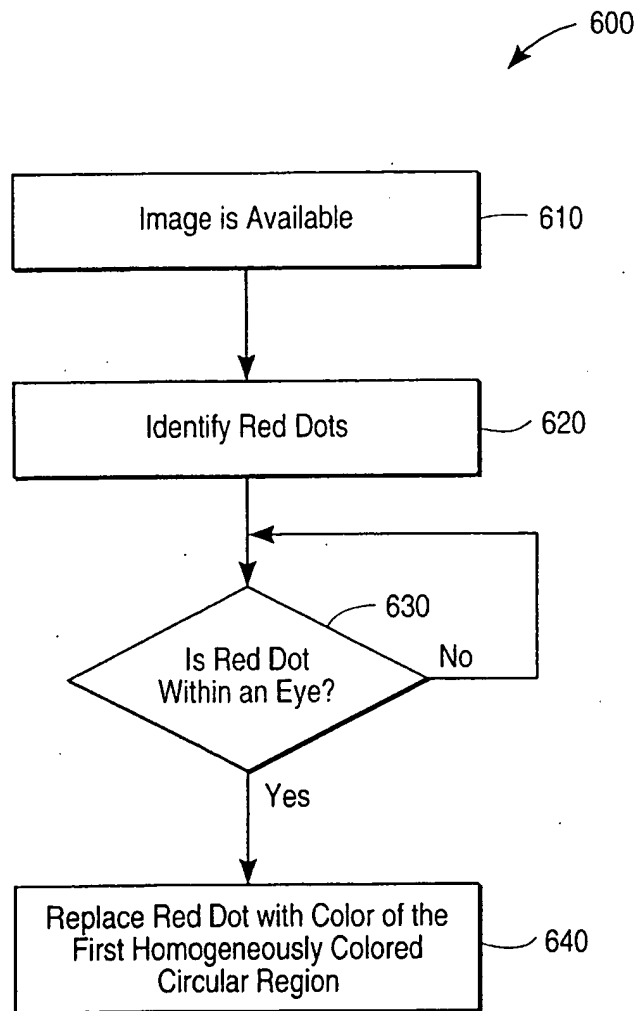 600
Image is Available
610
Identify Red Dots
620
630
Is Red Dot
Within an Eye?
No
Yes
Replace Red Dot with Color of the
First Homogeneously Colored
Circular Region
640